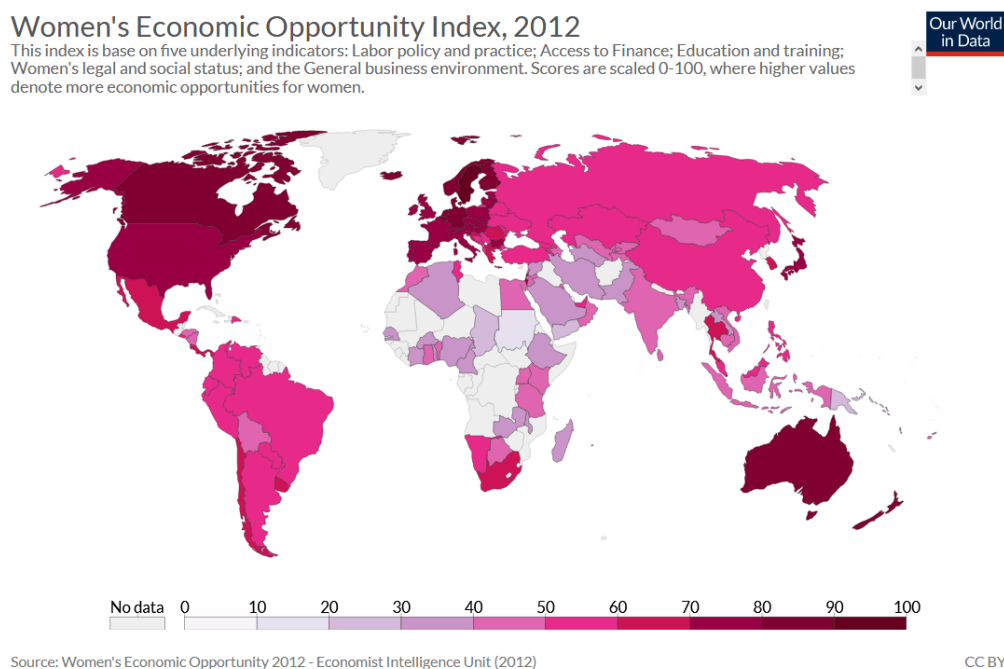 Women's Economic Opportunity Index, 2012
This index is base on five underlying indicators: Labor policy and practice; Access to Finance; Education and training;
Women's legal and social status; and the General business environment. Scores are scaled 0-100, where higher values
denote more economic opportunities for women.
Our World
in Data
No data 0 10 20 30 40 50 60 70 80 90 100
Source: Women's Economic Opportunity 2012 - Economist Intelligence Unit (2012) CC BY